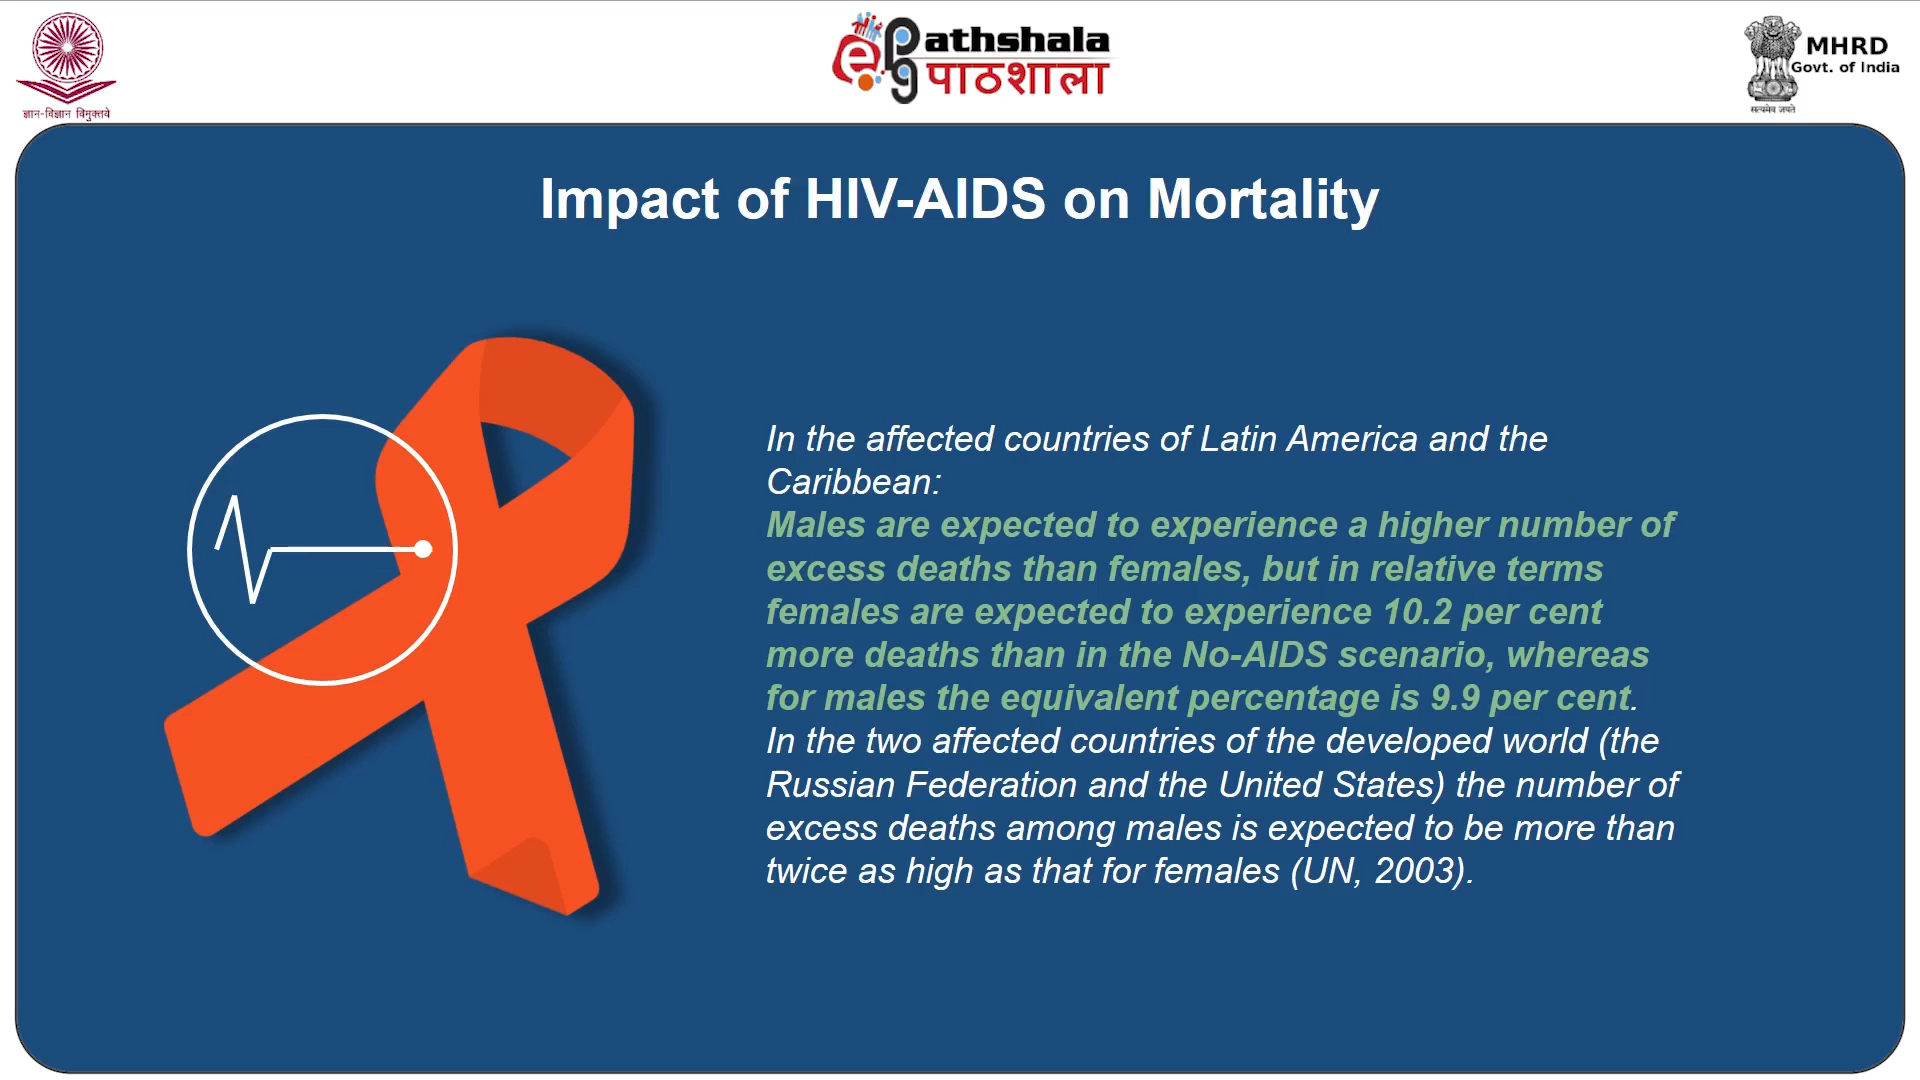 ज्ञान-विज्ञान विमुक्तये
ePG athshala
पाठशाला
MHRD
Govt. of India
सत्यमेव जयते
Impact of HIV-AIDS on Mortality
In the affected countries of Latin America and the
Caribbean:
Males are expected to experience a higher number of
excess deaths than females, but in relative terms
females are expected to experience 10.2 per cent
more deaths than in the No-AIDS scenario, whereas
for males the equivalent percentage is 9.9 per cent.
In the two affected countries of the developed world (the
Russian Federation and the United States) the number of
excess deaths among males is expected to be more than
twice as high as that for females (UN, 2003).